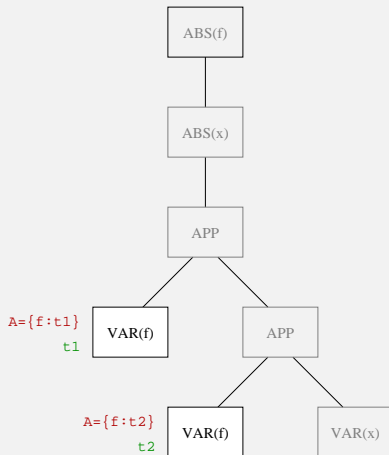 ABS(f)
ABS(x)
APP
A={f:t1}
t1
VAR(f)
APP
A={f:t2}
t2
VAR(f)
VAR(x)